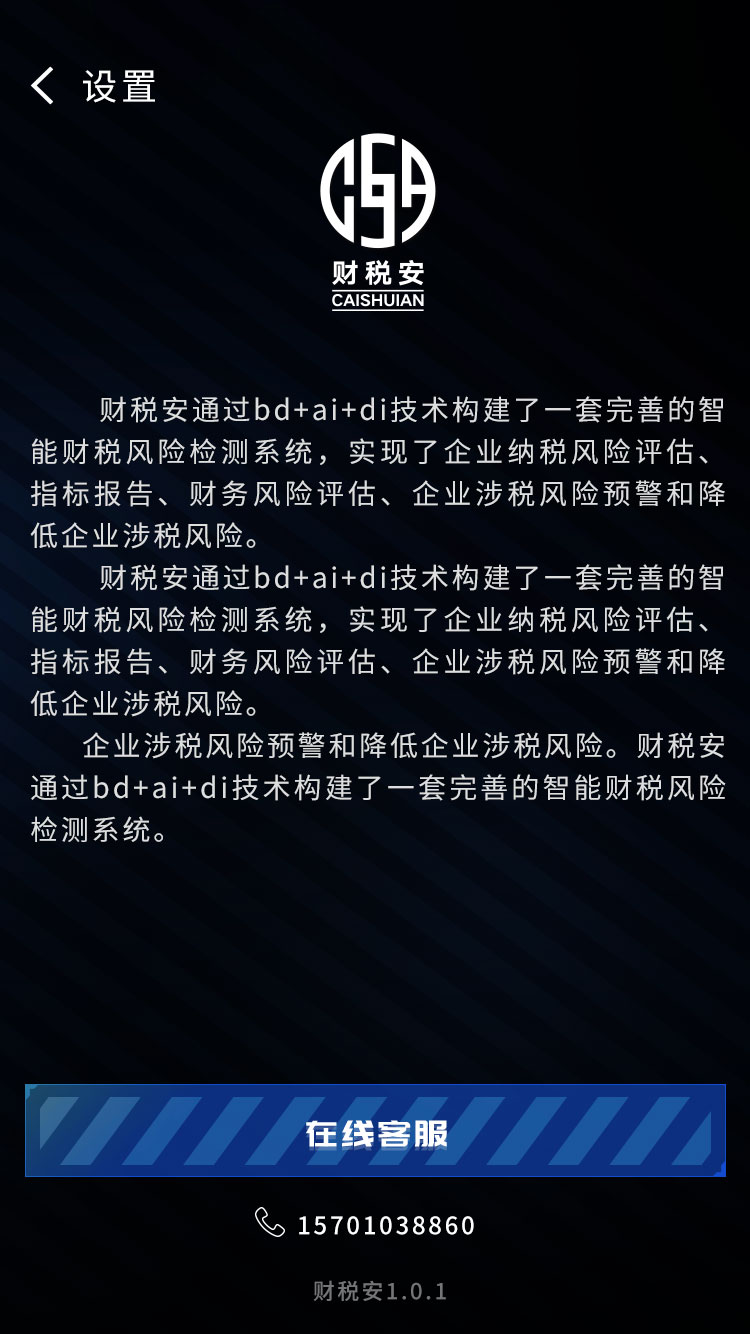 设置
CSA
财税安
CAISHUIAN
财税安通过bd+ai+di技术构建了一套完善的智
能财税风险检测系统，实现了企业纳税风险评估、
指标报告、财务风险评估、企业涉税风险预警和降
低企业涉税风险。
财税安通过bd+ai+di技术构建了一套完善的智
能财税风险检测系统，实现了企业纳税风险评估、
指标报告、财务风险评估、企业涉税风险预警和降
低企业涉税风险。
企业涉税风险预警和降低企业涉税风险。财税安
通过bd+ai+di技术构建了一套完善的智能财税风险
检测系统。
在线客服
15701038860
财税安1.0.1